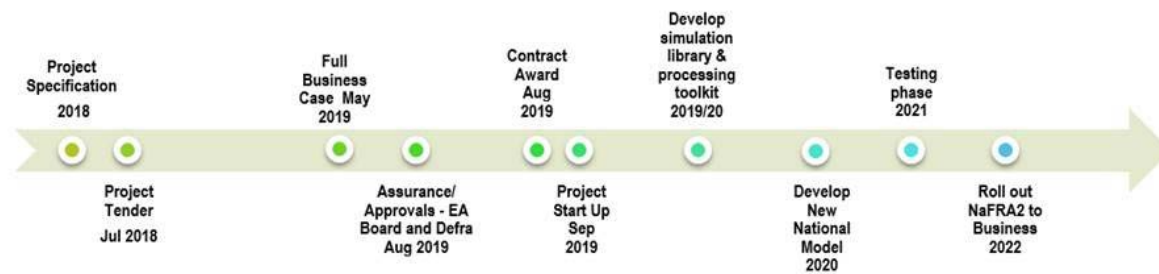 Project
Specification
2018
Project
Tender
Jul 2018
Full
Business
Case May
2019
Assurance/
Approvals - EA
Board and Defra
Aug 2019
Contract
Award
Aug
2019
Project
Start Up
Sep
2019
Develop
simulation
library &
processing
toolkit
2019/20
Develop
New
National
Model
2020
Testing
phase
2021
Roll out
NaFRA2 to
Business
2022